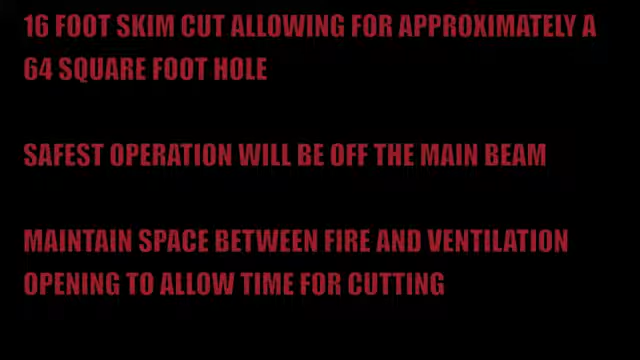 16 FOOT SKIM CUT ALLOWING FOR APPROXIMATELY A
64 SQUARE FOOT HOLE
SAFEST OPERATION WILL BE OFF THE MAIN BEAM
MAINTAIN SPACE BETWEEN FIRE AND VENTILATION
OPENING TO ALLOW TIME FOR CUTTING